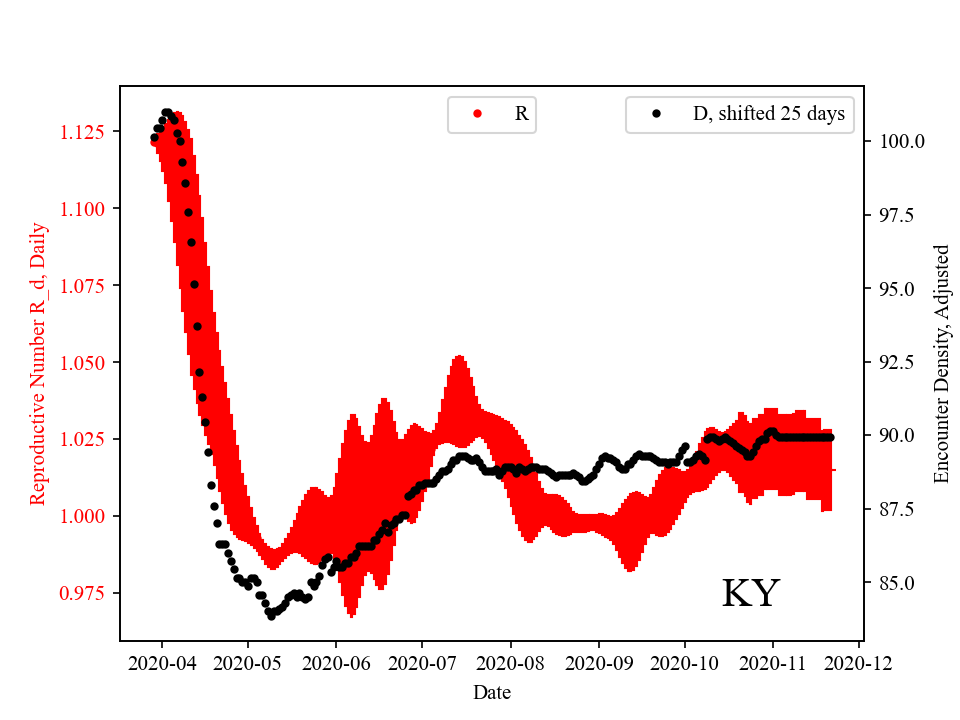 R
D, shifted 25 days
Reproductive Number R_d, Daily
1.125
1.100
1.075
1.050
1.025
1.000
0.975
100.0
97.5
95.0
92.5
90.0
87.5
85.0
Encounter Density, Adjusted
KY
2020-04 2020-05 2020-06 2020-07 2020-08 2020-09 2020-10 2020-11 2020-12
Date